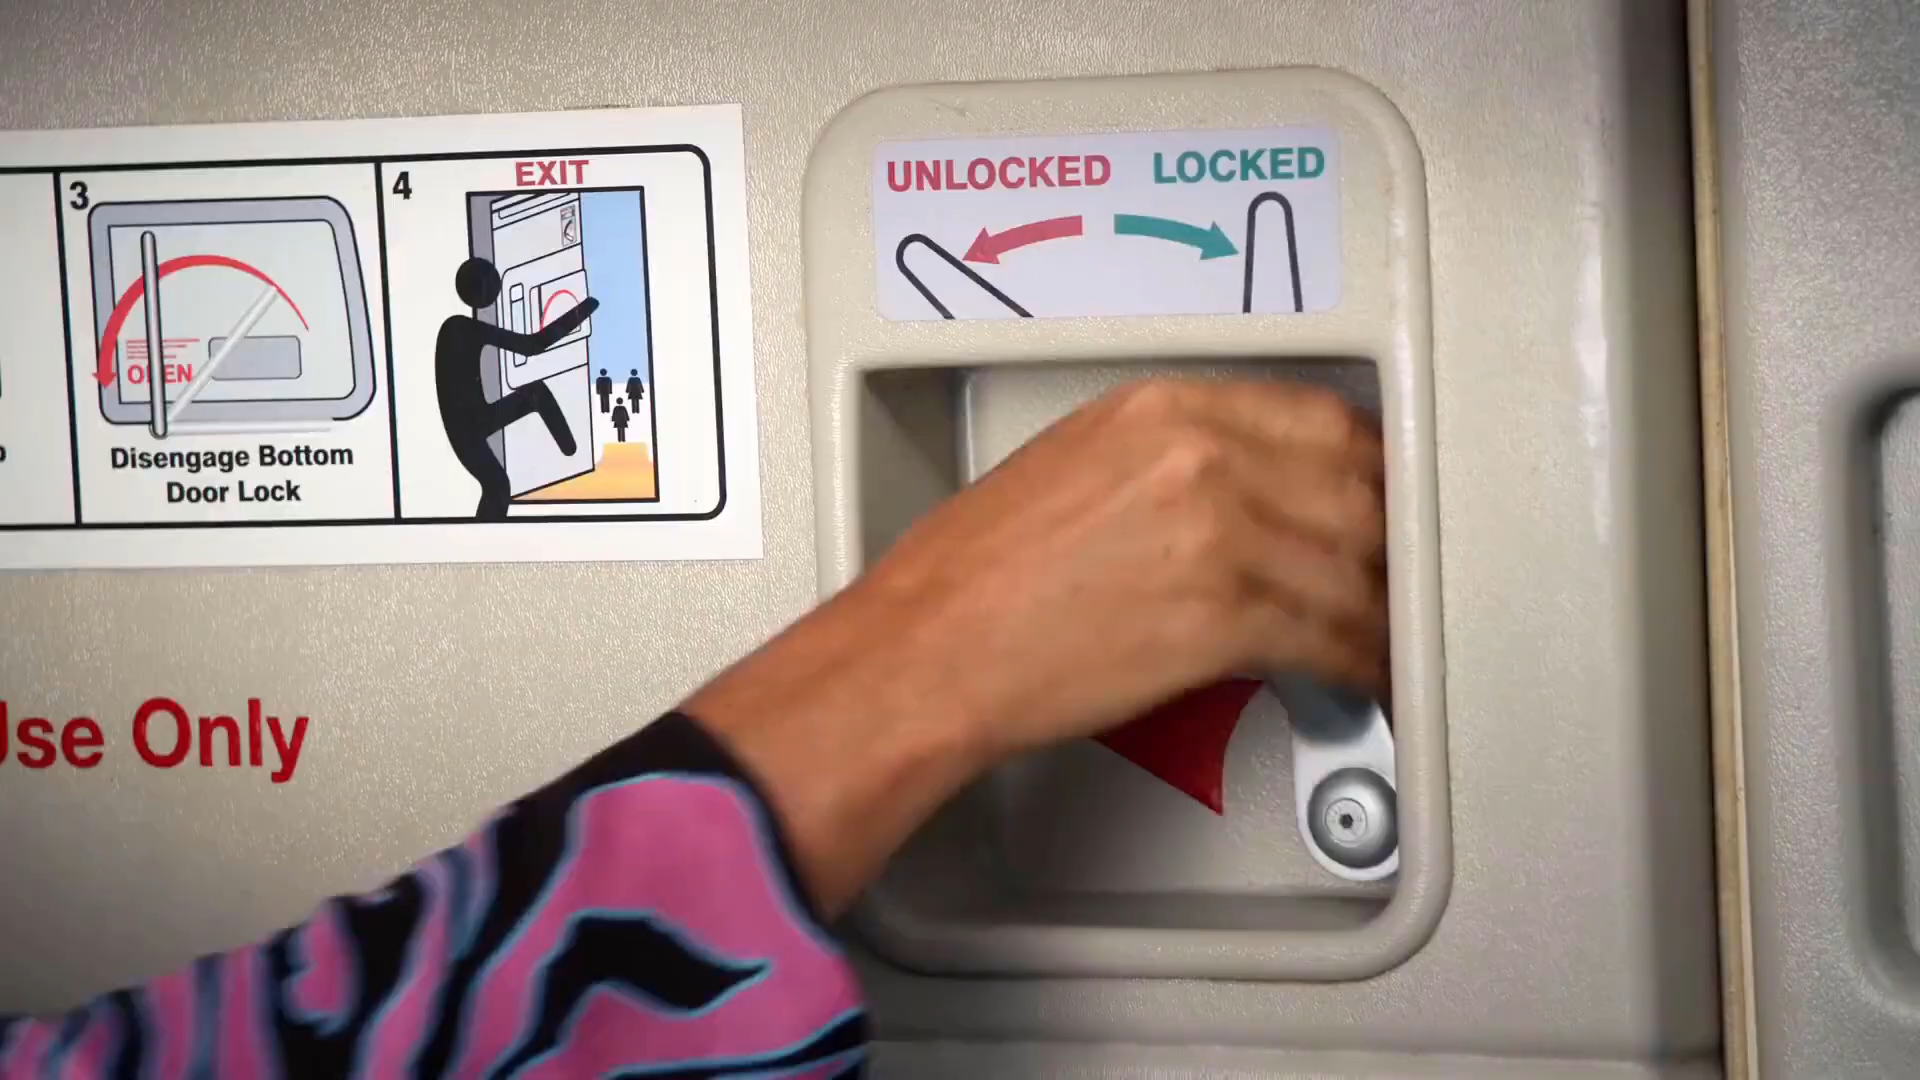 3
OPEN
Disengage Bottom
Door Lock
4
EXIT
UNLOCKED LOCKED
Use Only